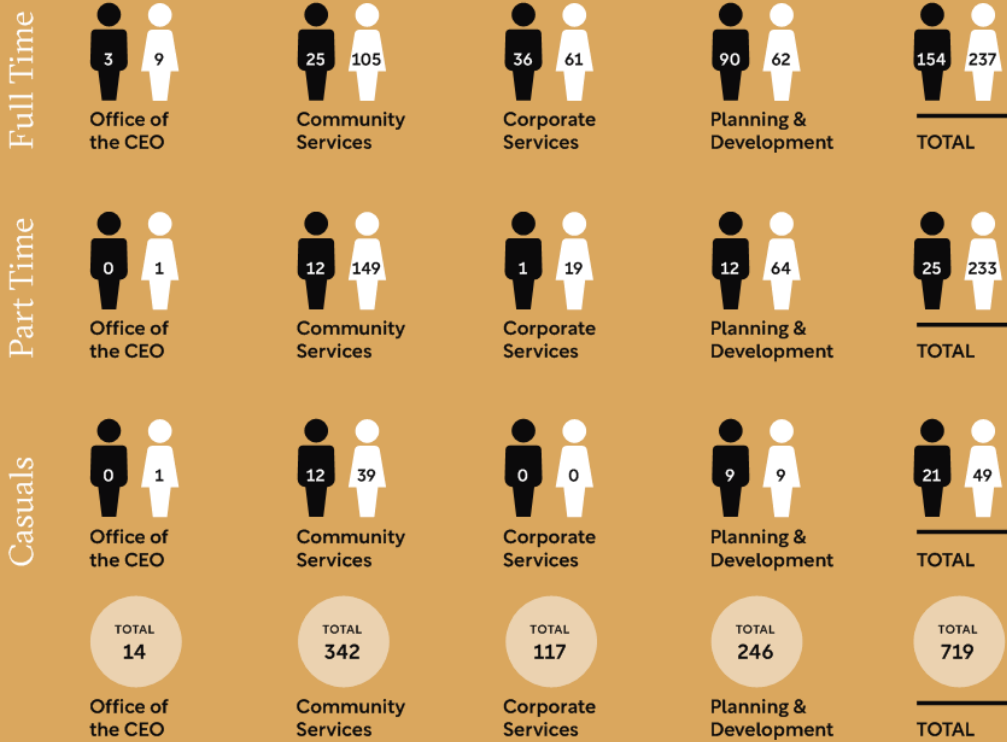 Full Time
3 9 25 105 36 61 90 62 154 237
Office of Community Corporate Planning & 
the CEO Services Services Development TOTAL
Part Time
0 1 12 149 1 19 12 64 25 233
Office of Community Corporate Planning &
the CEO Services Services Development TOTAL
Casuals
0 1 12 39 0 0 9 9 21 49
Office of Community Corporate Planning &
the CEO Services Services Development TOTAL
TOTAL TOTAL TOTAL TOTAL TOTAL
14 342 117 246 719
Office of Community Corporate Planning &
the CEO Services Services Development TOTAL